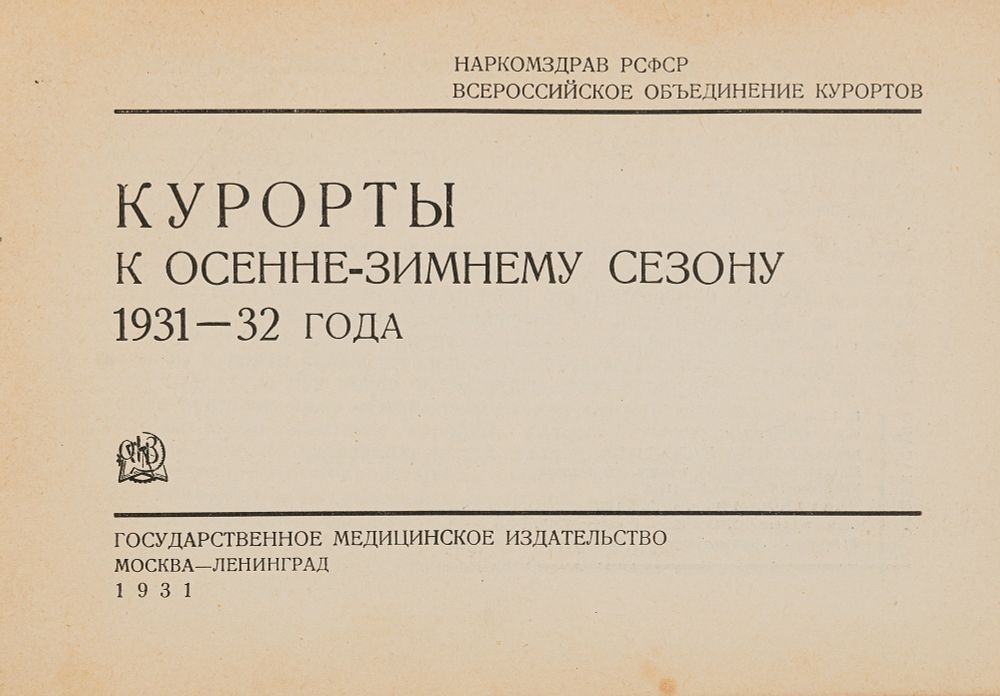 НАРКОМЗДРАВ РСФСР
ВСЕРОССИЙСКОЕ ОБЪЕДИНЕНИЕ КУРОРТОВ
КУРОРТЫ
К ОСЕННЕ-ЗИМНЕМУ СЕЗОНУ
1931—32 ГОДА
ГОСУДАРСТВЕННОЕ МЕДИЦИНСКОЕ ИЗДАТЕЛЬСТВО
МОСКВА—ЛЕНИНГРАД
1931